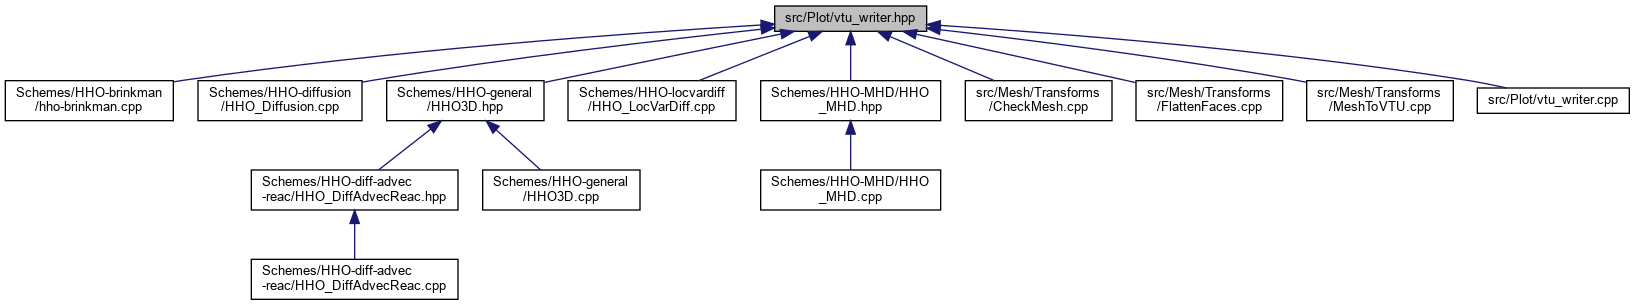 src/Plot/vtu_writer.hpp
Schemes/HHO-brinkman
/hho-brinkman.cpp
Schemes/HHO-diffusion
/HHO_Diffusion.cpp
Schemes/HHO-general
/HHO3D.hpp
Schemes/HHO-locvardiff
/HHO_LocVarDiff.cpp
Schemes/HHO-MHD/HHO
_MHD.hpp
src/Mesh/Transforms
/CheckMesh.cpp
src/Mesh/Transforms
/FlattenFaces.cpp
src/Mesh/Transforms
/MeshToVTU.cpp
src/Plot/vtu_writer.cpp
Schemes/HHO-diff-advec
-reac/HHO_DiffAdvecReac.hpp
Schemes/HHO-general
/HHO3D.cpp
Schemes/HHO-MHD/HHO
_MHD.cpp
Schemes/HHO-diff-advec
-reac/HHO_DiffAdvecReac.cpp